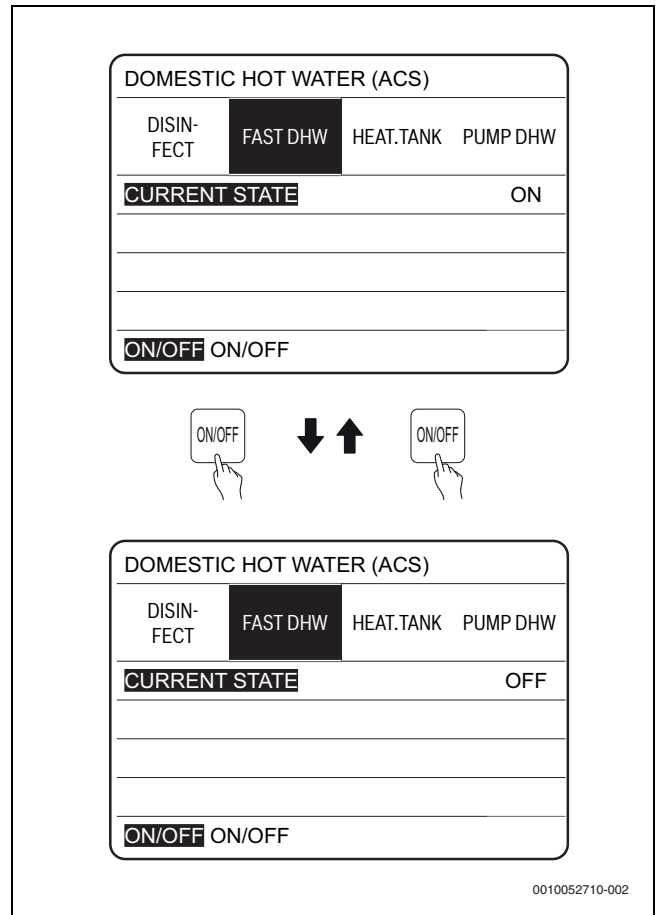 DOMESTIC HOT WATER (ACS)
DISIN-
FECT FAST DHW HEAT.TANK PUMP DHW
CURRENT STATE ON
ON/OFF ON/OFF
ON/OFF ON/OFF
DOMESTIC HOT WATER (ACS)
DISIN-
FECT FAST DHW HEAT.TANK PUMP DHW
CURRENT STATE OFF
ON/OFF ON/OFF
0010052710-002